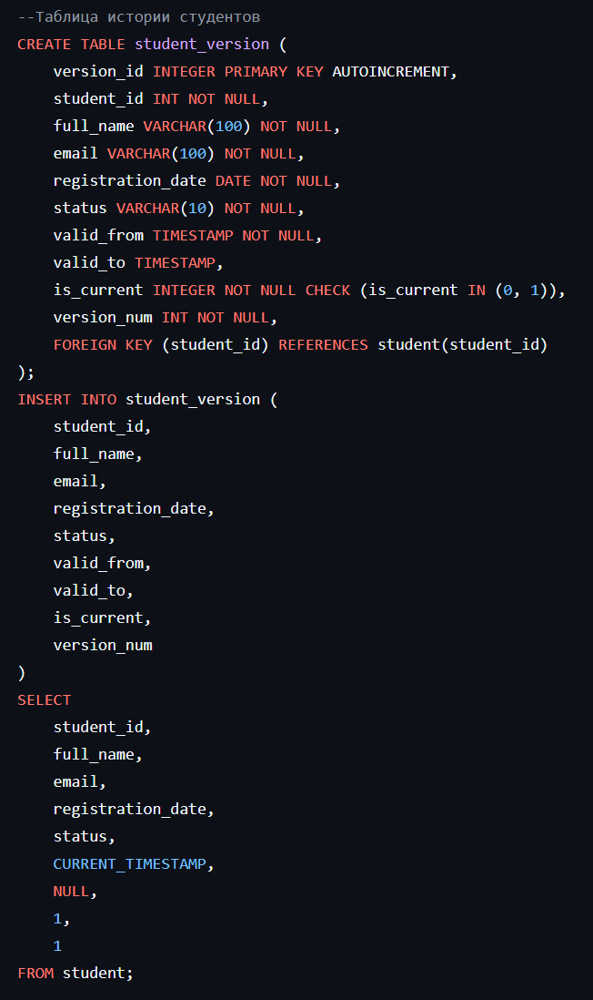 --Таблица истории студентов
CREATE TABLE student_version (
    version_id INTEGER PRIMARY KEY AUTOINCREMENT,
    student_id INT NOT NULL,
    full_name VARCHAR(100) NOT NULL,
    email VARCHAR(100) NOT NULL,
    registration_date DATE NOT NULL,
    status VARCHAR(10) NOT NULL,
    valid_from TIMESTAMP NOT NULL,
    valid_to TIMESTAMP,
    is_current INTEGER NOT NULL CHECK (is_current IN (0, 1)),
    version_num INT NOT NULL,
    FOREIGN KEY (student_id) REFERENCES student(student_id)
);
INSERT INTO student_version (
    student_id,
    full_name,
    email,
    registration_date,
    status,
    valid_from,
    valid_to,
    is_current,
    version_num
)
SELECT
    student_id,
    full_name,
    email,
    registration_date,
    status,
    CURRENT_TIMESTAMP,
    NULL,
    1,
    1
FROM student;